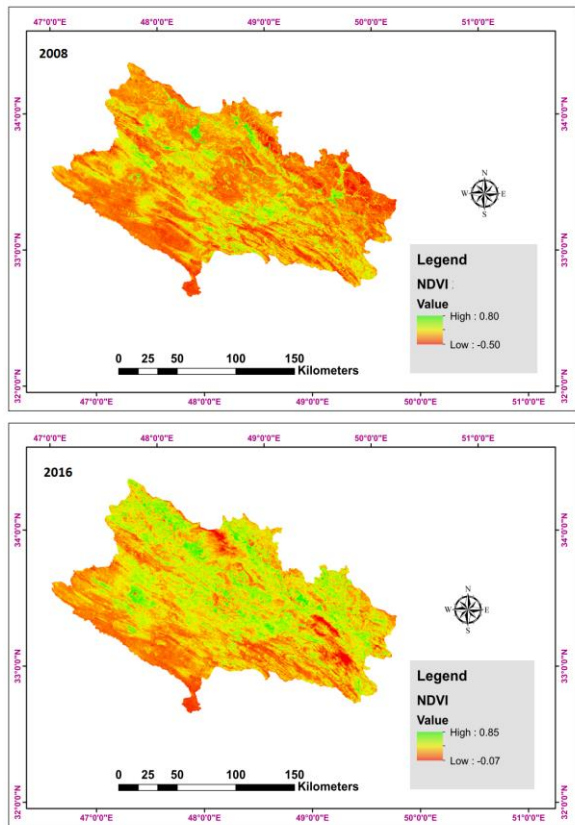 47°0'0"E 48°0'0"E 49°0'0"E 50°0'0"E 51°0'0"E
2008
34°0'0"N 34°0'0"N
N
W E
S
33°0'0"N 33°0'0"N
Legend
NDVI :
Value
High : 0.80
Low : -0.50
0 25 50 100 150
Kilometers
32°0'0"N 32°0'0"N
47°0'0"E 48°0'0"E 49°0'0"E 50°0'0"E 51°0'0"E
47°0'0"E 48°0'0"E 49°0'0"E 50°0'0"E 51°0'0"E
2016
34°0'0"N 34°0'0"N
N
W E
S
33°0'0"N 33°0'0"N
Legend
NDVI
Value
High : 0.85
Low : -0.07
0 25 50 100 150
Kilometers
32°0'0"N 32°0'0"N
47°0'0"E 48°0'0"E 49°0'0"E 50°0'0"E 51°0'0"E